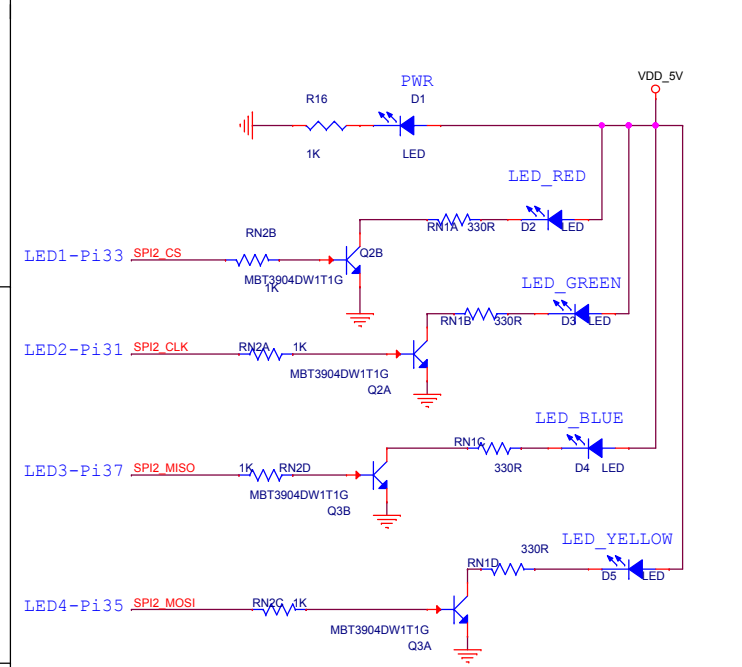 VDD_5V
PWR
R16 D1
1K LED
LED_RED
RN1A 330R D2 LED
RN2B
LED1-Pi33 SPI2_CS
Q2B
MBT3904DW1T1G
1K
LED_GREEN
RN1B 330R D3 LED
LED2-Pi31 SPI2_CLK RN2A 1K
MBT3904DW1T1G
Q2A
LED_BLUE
RN1C
330R D4 LED
LED3-Pi37 SPI2_MISO 1K RN2D
MBT3904DW1T1G
Q3B
LED_YELLOW
330R
RN1D
D5 LED
LED4-Pi35 SPI2_MOSI RN2C 1K
MBT3904DW1T1G
Q3A